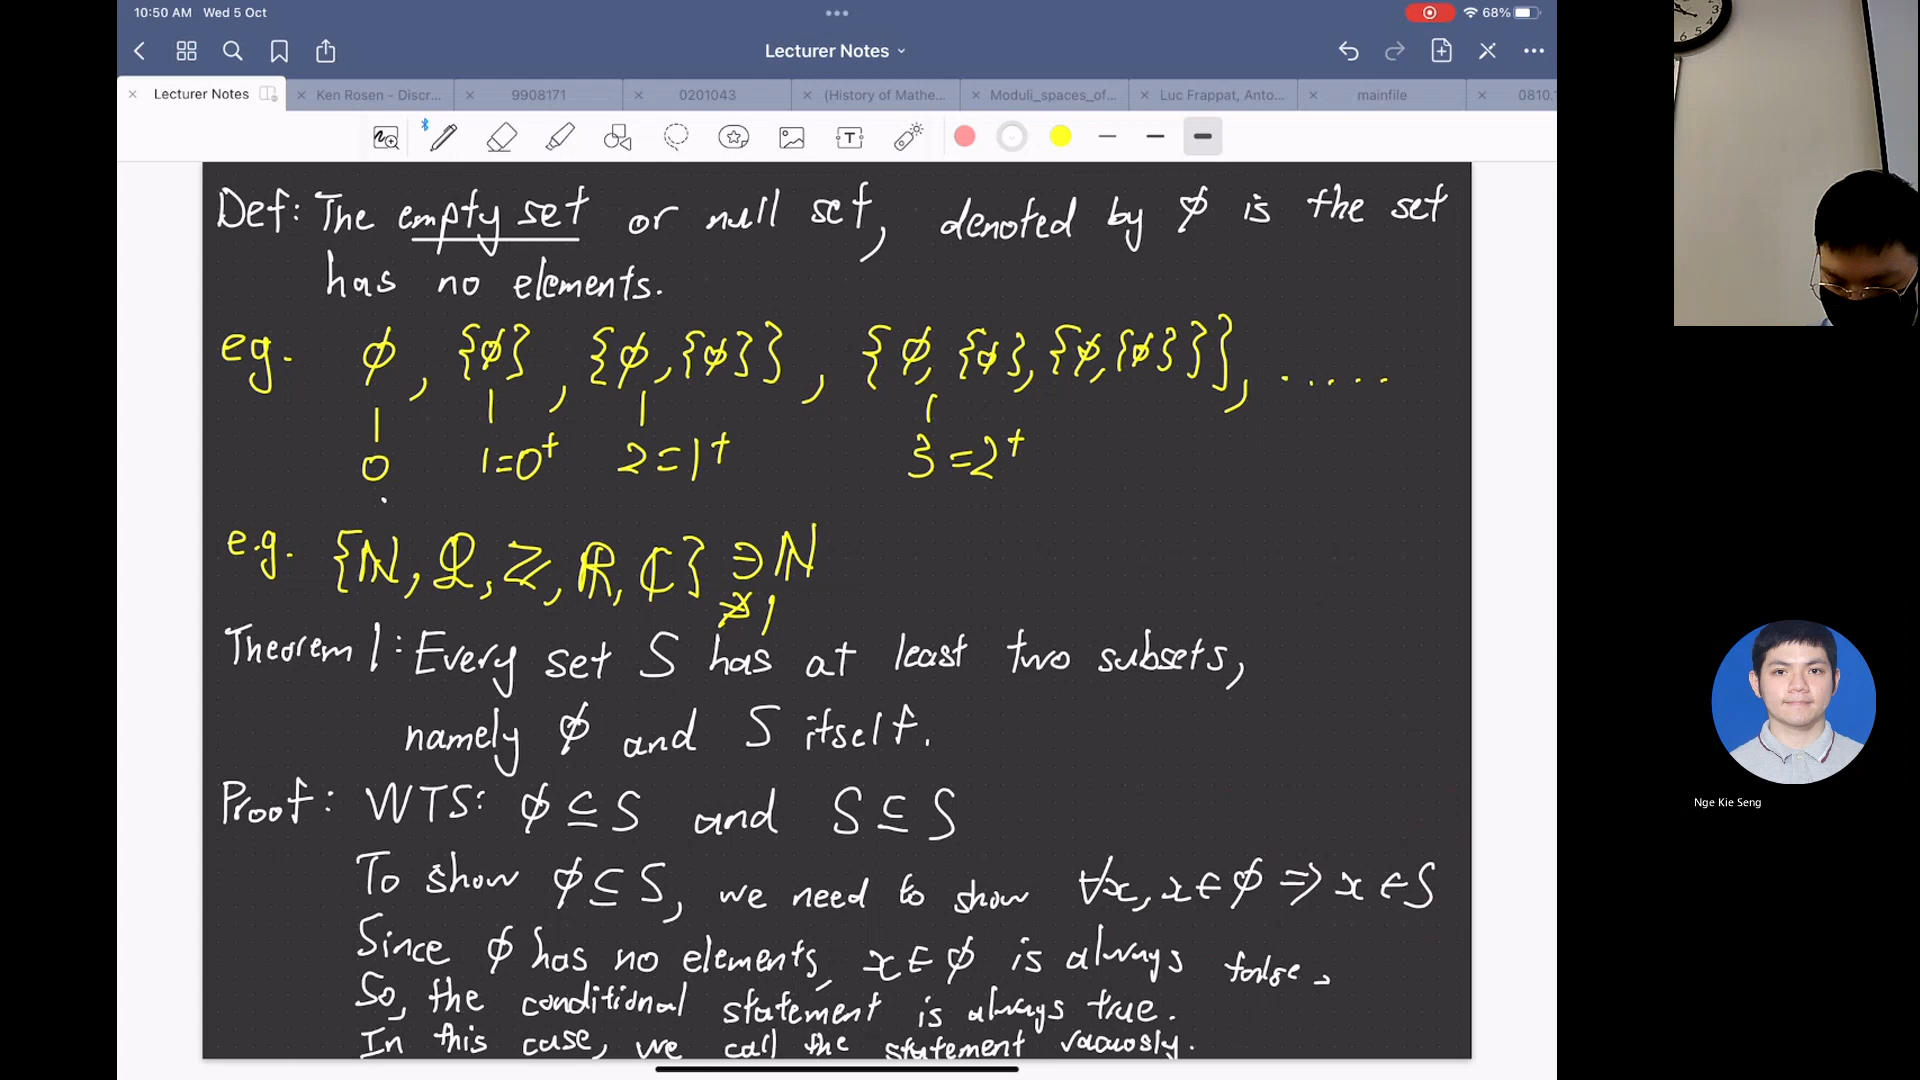 10:50 AM Wed 5 Oct
68%
Lecturer Notes
Lecturer Notes
Ken Rosen - Discr...
9908171
0201043
(History of Mathe...
Moduli_spaces_of...
Luc Frappat, Anto...
mainfile
0810.
Def: The empty set or null set, denoted by ∅ is the set
has no elements.
eg. ∅, {∅}, {∅,{∅}}, {∅,{∅},{∅,{∅}}}, .....
0 1=0⁺ 2=1⁺ 3=2⁺
e.g. {ℕ, ℚ, ℤ, ℝ, ℂ} ∋ ℕ
∌ 1
Theorem 1: Every set S has at least two subsets,
namely ∅ and S itself.
Proof: WTS: ∅ ⊆ S and S ⊆ S
To show ∅ ⊆ S, we need to show ∀x, x ∈ ∅ ⇒ x ∈ S
Since ∅ has no elements, x ∈ ∅ is always false,
So, the conditional statement is always true.
In this case, we call the statement vacuosly.
Nge Kie Seng